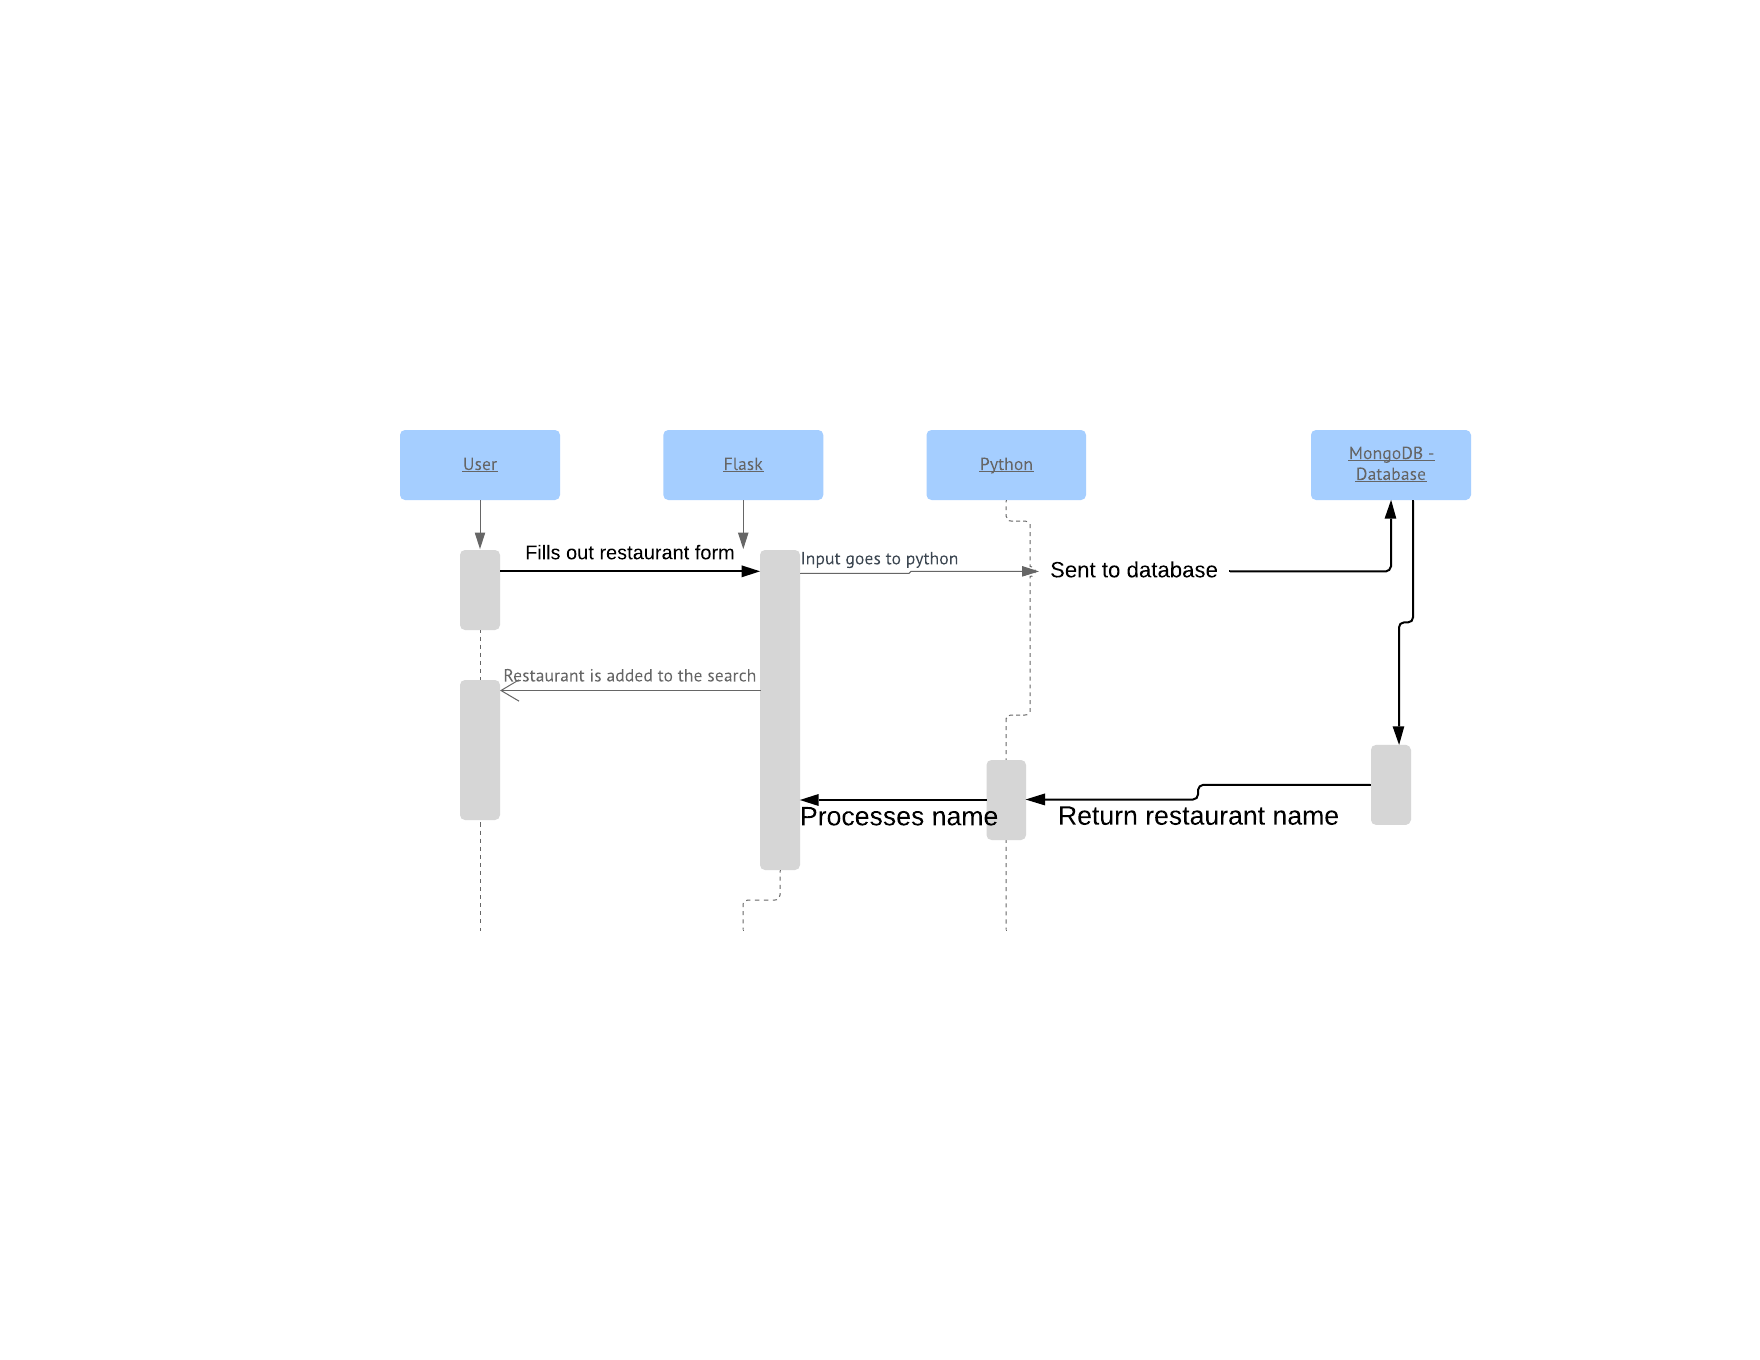 User
Flask
Python
MongoDB -
Database
Fills out restaurant form
Input goes to python
Sent to database
Restaurant is added to the search
Processes name
Return restaurant name